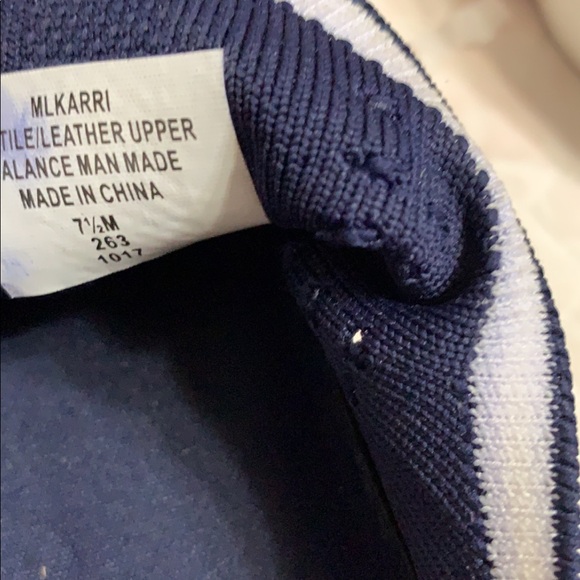 MLKARRI
TILE/LEATHER UPPER
ALANCE MAN MADE
MADE IN CHINA
7½M
263
1017